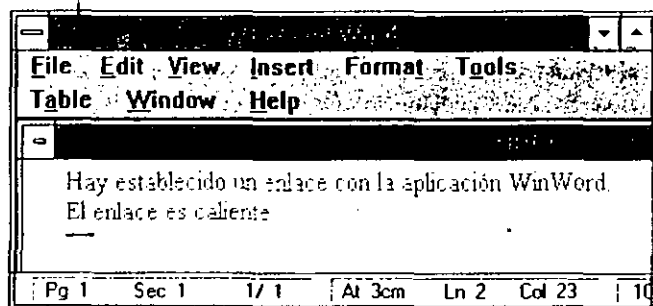 File Edit View Insert Format Tools
Table Window Help
Hay establecido un enlace con la aplicación WinWord.
El enlace es caliente
Pg 1 Sec 1 1/ 1 At 3cm Ln 2 Col 23 10